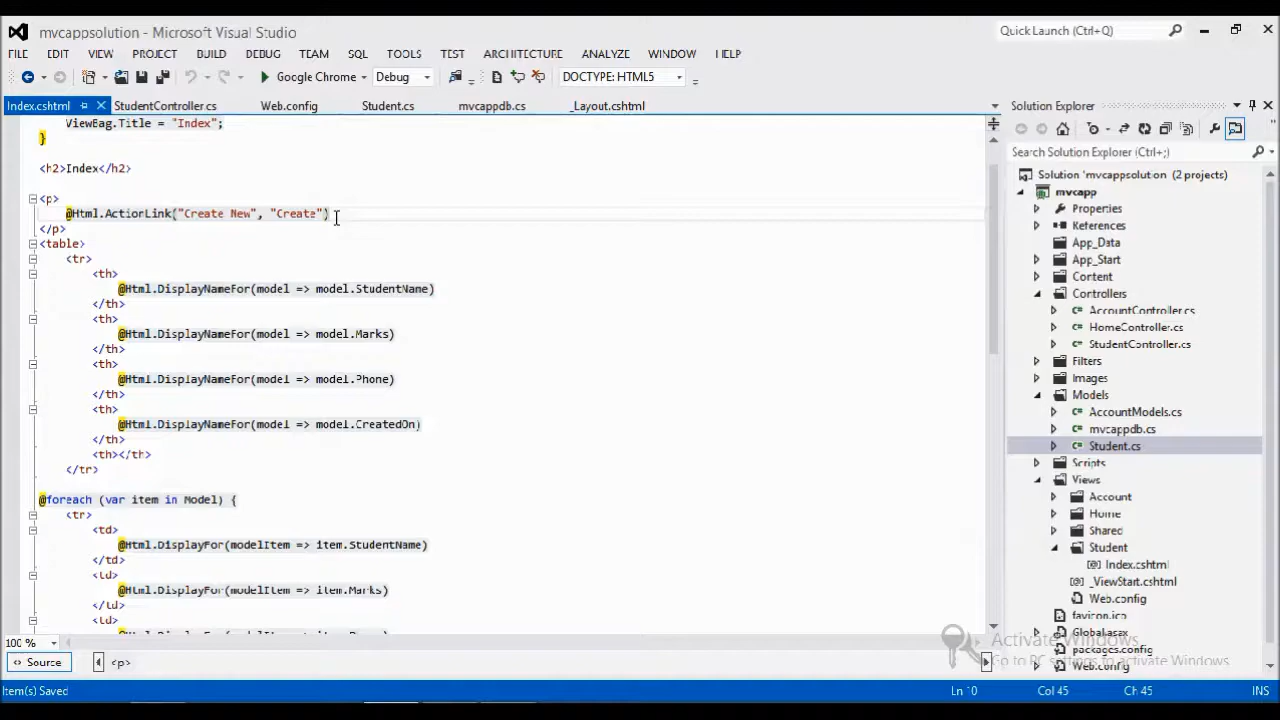 mvcappsolution - Microsoft Visual Studio
Quick Launch (Ctrl+Q)
FILE EDIT VIEW PROJECT BUILD DEBUG TEAM SQL TOOLS TEST ARCHITECTURE ANALYZE WINDOW HELP
Google Chrome Debug DOCTYPE: HTML5
Index.cshtml StudentController.cs Web.config Student.cs mvcappdb.cs _Layout.cshtml
ViewBag.Title = "Index";
}
<h2>Index</h2>
<p>
@Html.ActionLink("Create New", "Create")
</p>
<table>
<tr>
<th>
@Html.DisplayNameFor(model => model.StudentName)
</th>
<th>
@Html.DisplayNameFor(model => model.Marks)
</th>
<th>
@Html.DisplayNameFor(model => model.Phone)
</th>
<th>
@Html.DisplayNameFor(model => model.CreatedOn)
</th>
<th></th>
</tr>
@foreach (var item in Model) {
<tr>
<td>
@Html.DisplayFor(modelItem => item.StudentName)
</td>
<td>
@Html.DisplayFor(modelItem => item.Marks)
</td>
<td>
100 %
Source <p>
Item(s) Saved
Ln 10 Col 45 Ch 45 INS
Solution Explorer
Search Solution Explorer (Ctrl+;)
Solution 'mvcappsolution' (2 projects)
mvcapp
Properties
References
App_Data
App_Start
Content
Controllers
AccountController.cs
HomeController.cs
StudentController.cs
Filters
Images
Models
AccountModels.cs
mvcappdb.cs
Student.cs
Scripts
Views
Account
Home
Shared
Student
Index.cshtml
_ViewStart.cshtml
Web.config
favicon.ico
Global.asax
packages.config
Web.config
Activate Windows
Go to PC settings to activate Windows.